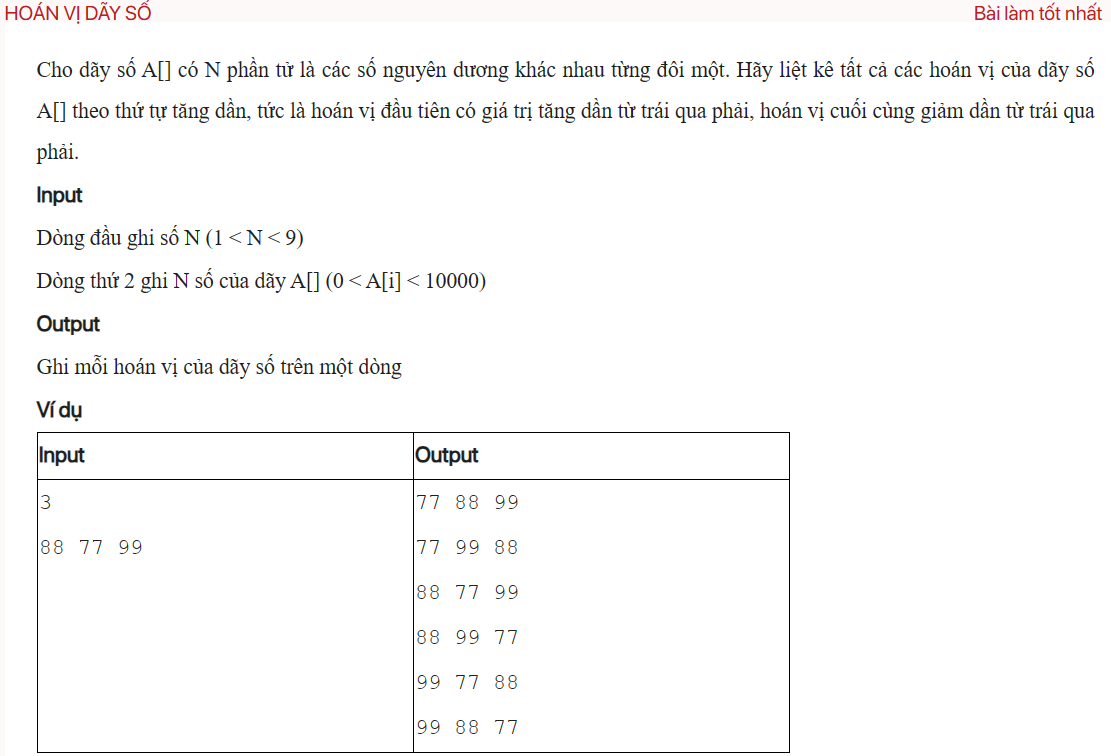 HOÁN VỊ DÃY SỐ
Bài làm tốt nhất
Cho dãy số A[] có N phần tử là các số nguyên dương khác nhau từng đôi một. Hãy liệt kê tất cả các hoán vị của dãy số
A[] theo thứ tự tăng dần, tức là hoán vị đầu tiên có giá trị tăng dần từ trái qua phải, hoán vị cuối cùng giảm dần từ trái qua
phải.
Input
Dòng đầu ghi số N (1 < N < 9)
Dòng thứ 2 ghi N số của dãy A[] (0 < A[i] < 10000)
Output
Ghi mỗi hoán vị của dãy số trên một dòng
Ví dụ
Input
Output
3
88 77 99
77 88 99
77 99 88
88 77 99
88 99 77
99 77 88
99 88 77